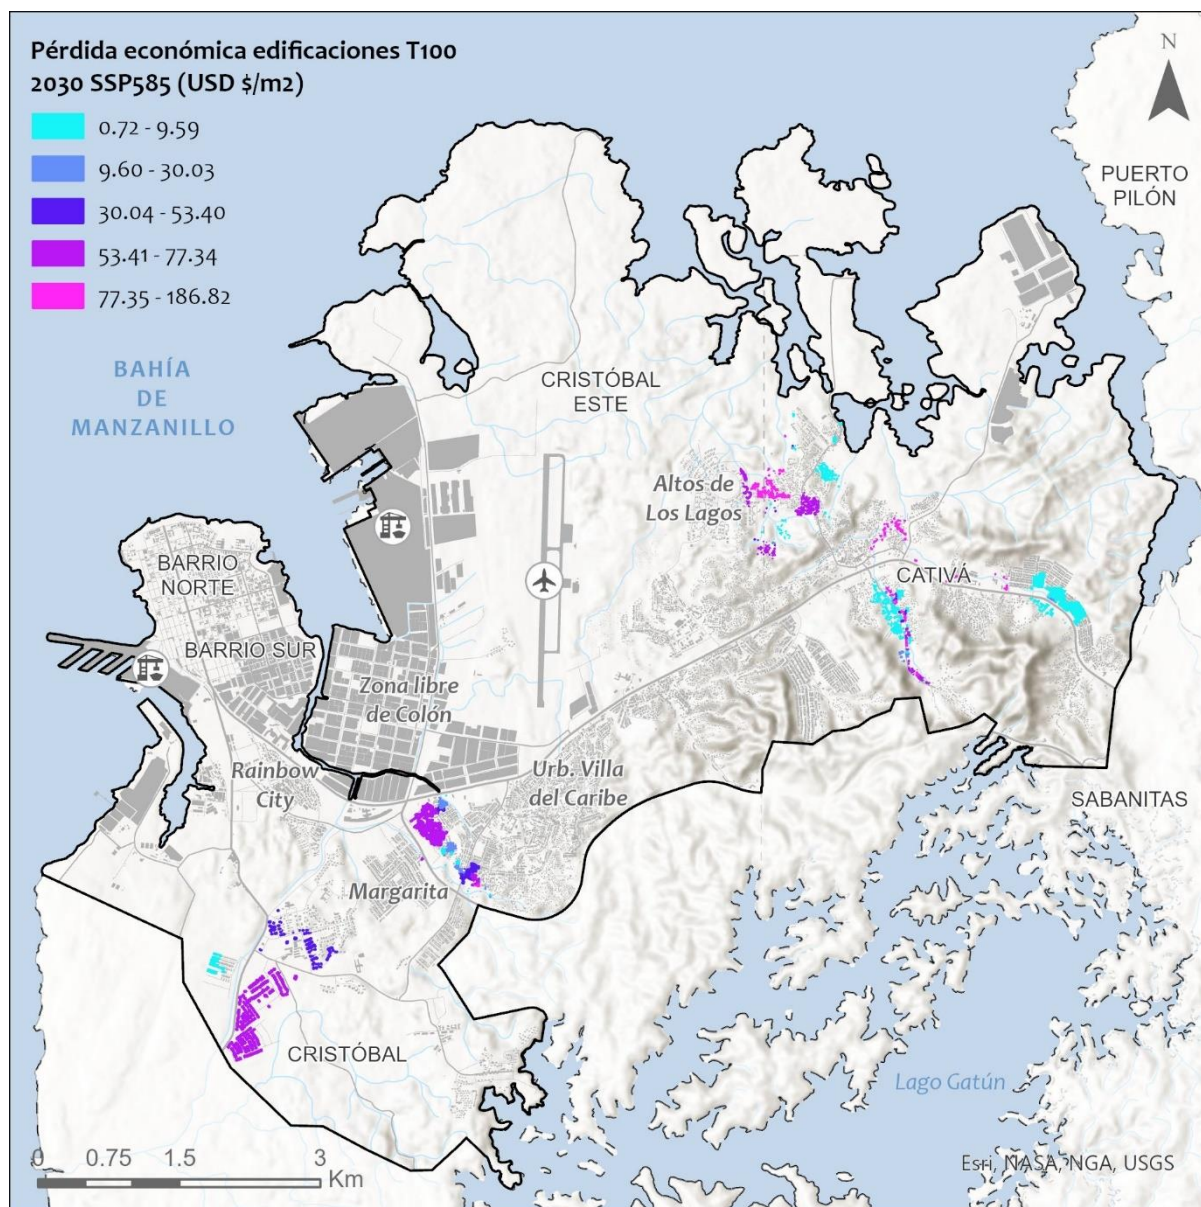 Pérdida económica edificaciones T100
2030 SSP585 (USD $/m2)
0.72 - 9.59
9.60 - 30.03
30.04 - 53.40
53.41 - 77.34
77.35 - 186.82
N
PUERTO
PILÓN
BAHÍA
DE
MANZANILLO
CRISTÓBAL
ESTE
Altos de
Los Lagos
BARRIO
NORTE
CATIVÁ
BARRIO SUR
Zona libre
de Colón
Rainbow
City
Urb. Villa
del Caribe
SABANITAS
Margarita
CRISTÓBAL
Lago Gatún
0 0.75 1.5 3
Km
Esri, NASA, NGA, USGS